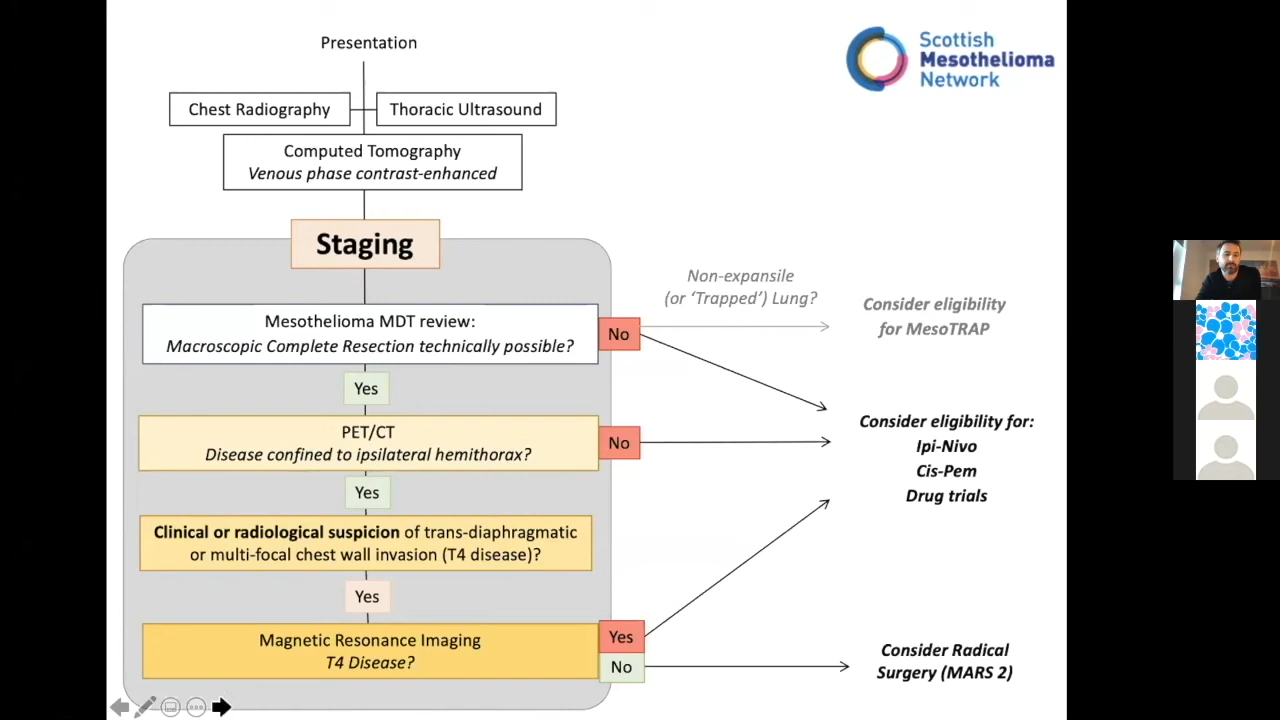 Presentation
Scottish
Mesothelioma
Network
Chest Radiography
Thoracic Ultrasound
Computed Tomography
Venous phase contrast-enhanced
Staging
Non-expansile
(or ‘Trapped’) Lung?
Consider eligibility
for MesoTRAP
Mesothelioma MDT review:
Macroscopic Complete Resection technically possible?
No
Yes
PET/CT
Disease confined to ipsilateral hemithorax?
No
Consider eligibility for:
Ipi-Nivo
Cis-Pem
Drug trials
Yes
Clinical or radiological suspicion of trans-diaphragmatic
or multi-focal chest wall invasion (T4 disease)?
Yes
Magnetic Resonance Imaging
T4 Disease?
Yes
No
Consider Radical
Surgery (MARS 2)